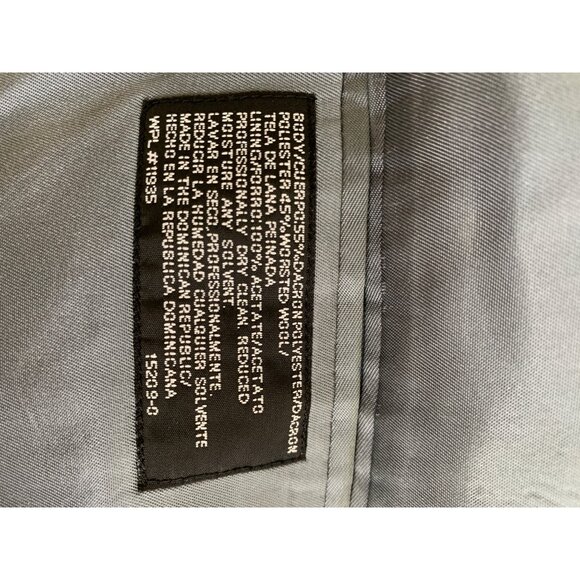 BODY/CUERPO:55%DACRON POLYESTER/DACRON
POLIESTER 45%WORSTED WOOL/
TELA DE LANA PEINADA
LINING/FORRO:100% ACETATE/ACETATO
PROFESSIONALLY DRY CLEAN, REDUCED
MOISTURE ANY SOLVENT.
LAVAR EN SECO PROFESSIONALMENTE.
REDUCIR LA HUMEDAD CUALQUIER SOLVENTE
MADE IN THE DOMINICAN REPUBLIC/
HECHO EN LA REPUBLICA DOMINICANA
WPL #11935 15209-0